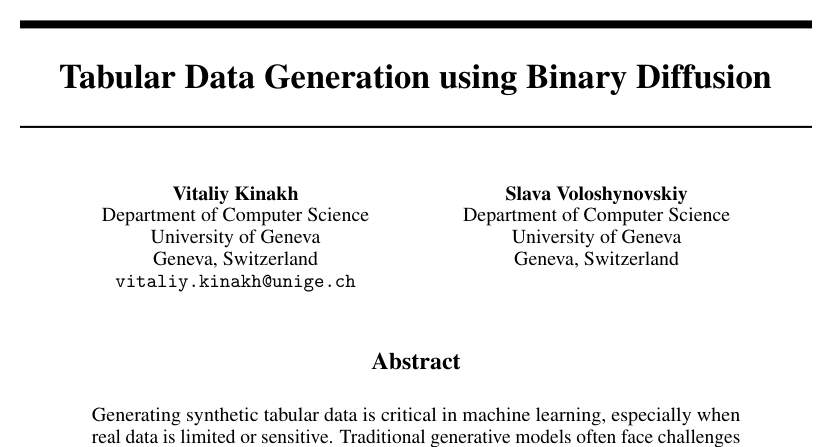 Tabular Data Generation using Binary Diffusion
Vitaliy Kinakh
Department of Computer Science
University of Geneva
Geneva, Switzerland
vitaliy.kinakh@unige.ch
Slava Voloshynovskiy
Department of Computer Science
University of Geneva
Geneva, Switzerland
Abstract
Generating synthetic tabular data is critical in machine learning, especially when
real data is limited or sensitive. Traditional generative models often face challenges